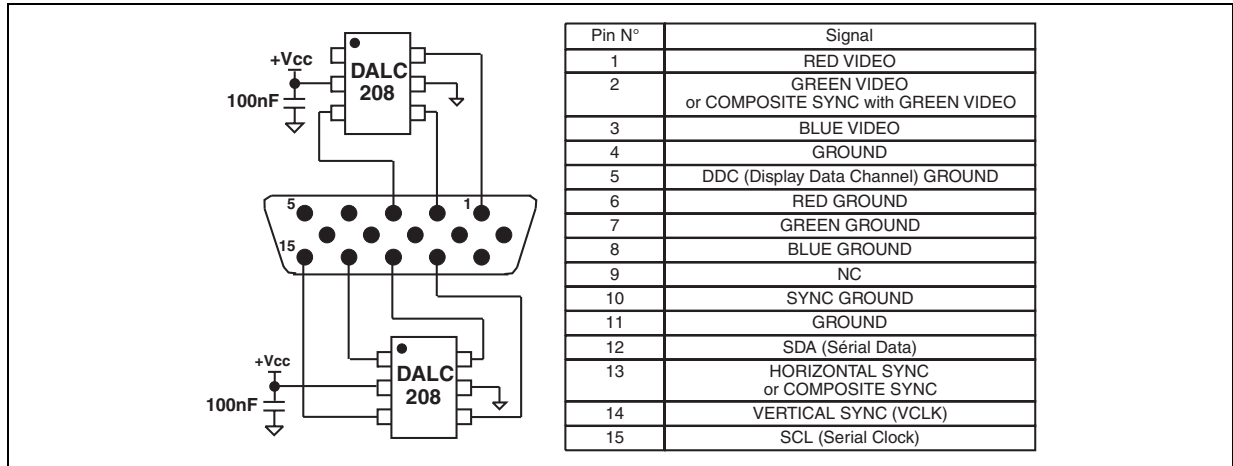 +Vcc
100nF
DALC
208
5
1
15
+Vcc
100nF
DALC
208
Pin N° Signal
1 RED VIDEO
2 GREEN VIDEO
or COMPOSITE SYNC with GREEN VIDEO
3 BLUE VIDEO
4 GROUND
5 DDC (Display Data Channel) GROUND
6 RED GROUND
7 GREEN GROUND
8 BLUE GROUND
9 NC
10 SYNC GROUND
11 GROUND
12 SDA (Sérial Data)
13 HORIZONTAL SYNC
or COMPOSITE SYNC
14 VERTICAL SYNC (VCLK)
15 SCL (Serial Clock)